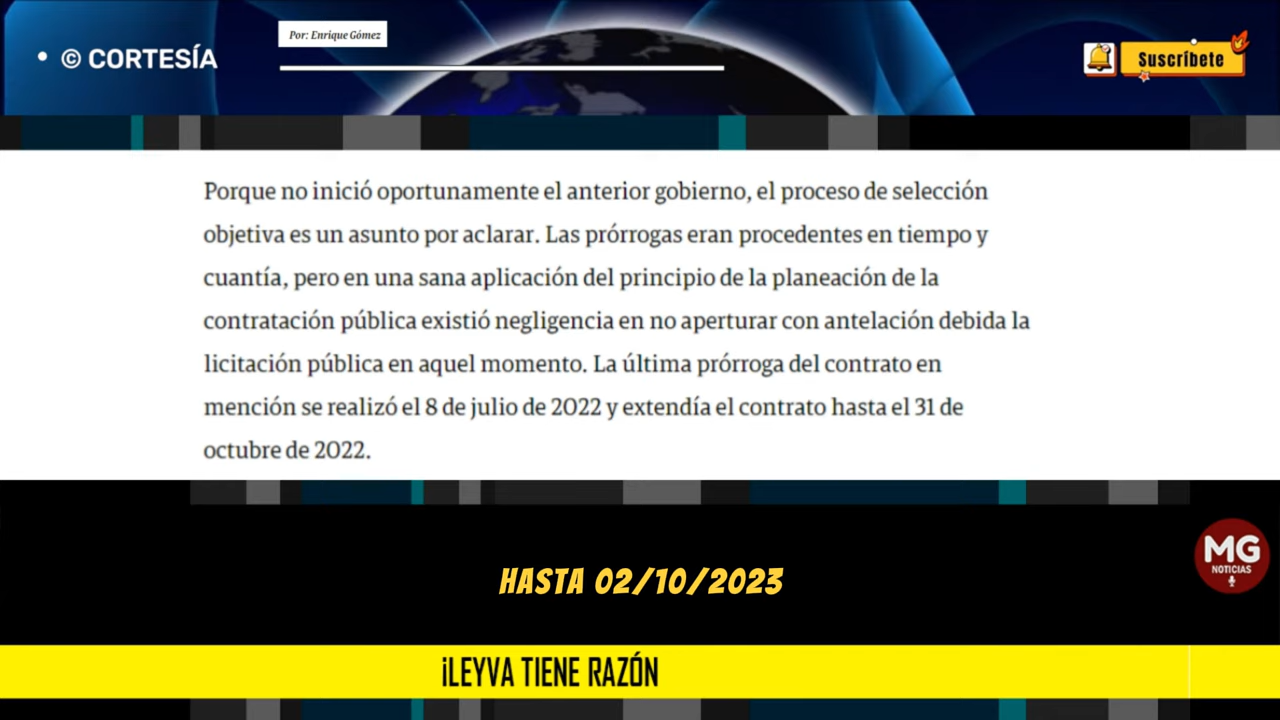 • © CORTESÍA
Por: Enrique Gómez
Suscríbete
Porque no inició oportunamente el anterior gobierno, el proceso de selección
objetiva es un asunto por aclarar. Las prórrogas eran procedentes en tiempo y
cuantía, pero en una sana aplicación del principio de la planeación de la
contratación pública existió negligencia en no aperturar con antelación debida la
licitación pública en aquel momento. La última prórroga del contrato en
mención se realizó el 8 de julio de 2022 y extendía el contrato hasta el 31 de
octubre de 2022.
MG
NOTICIAS
HASTA 02/10/2023
¡LEYVA TIENE RAZÓN